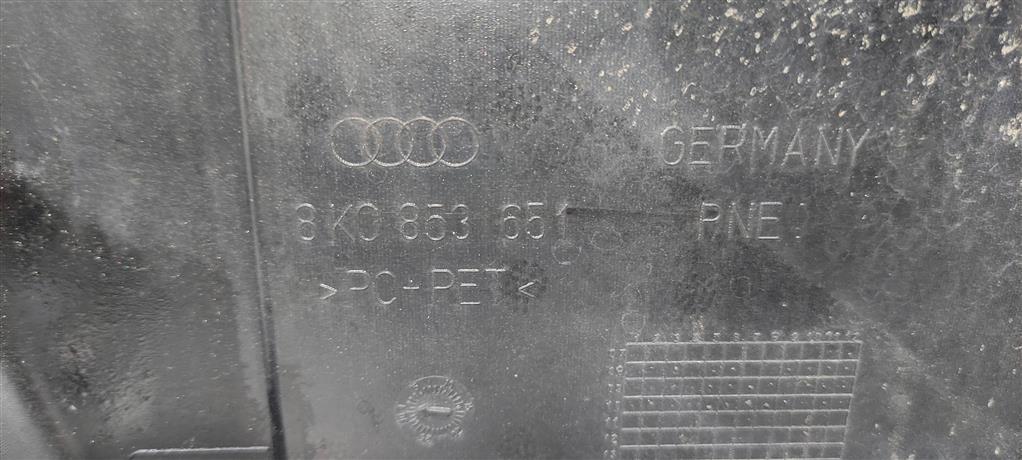 GERMANY
8K0 853 651
PNE
>PC+PET<